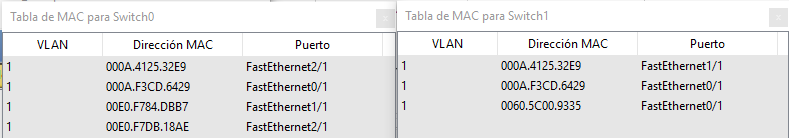 Tabla de MAC para Switch0
VLAN Dirección MAC Puerto
1 000A.4125.32E9 FastEthernet2/1
1 000A.F3CD.6429 FastEthernet0/1
1 00E0.F784.DBB7 FastEthernet1/1
1 00E0.F7DB.18AE FastEthernet2/1
Tabla de MAC para Switch1
VLAN Dirección MAC Puerto
1 000A.4125.32E9 FastEthernet1/1
1 000A.F3CD.6429 FastEthernet0/1
1 0060.5C00.9335 FastEthernet0/1